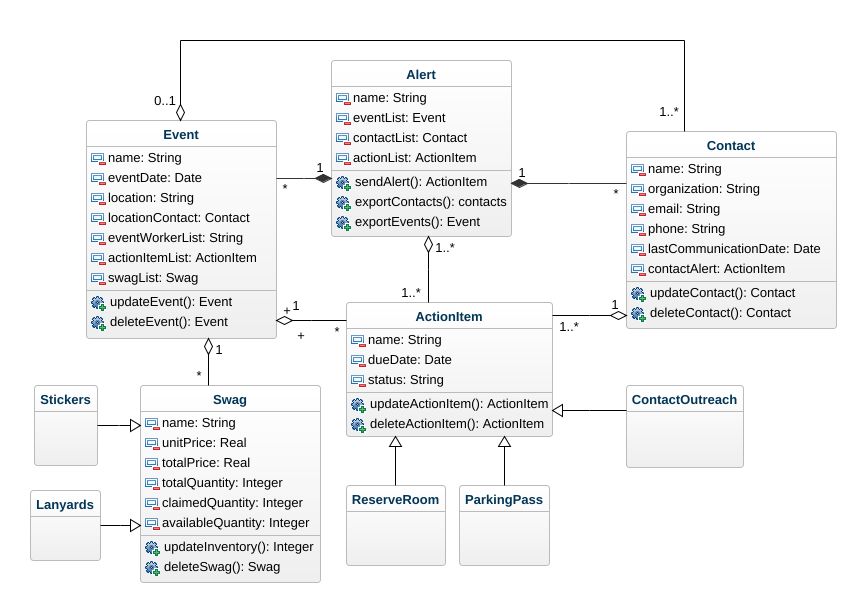 0..1
1..*
Alert
name: String
eventList: Event
contactList: Contact
actionList: ActionItem
sendAlert(): ActionItem
exportContacts(): contacts
exportEvents(): Event
Event
name: String
eventDate: Date
location: String
locationContact: Contact
eventWorkerList: String
actionItemList: ActionItem
swagList: Swag
updateEvent(): Event
deleteEvent(): Event
1
*
1
*
Contact
name: String
organization: String
email: String
phone: String
lastCommunicationDate: Date
contactAlert: ActionItem
updateContact(): Contact
deleteContact(): Contact
1..*
1..*
+ 1
+ *
1
1..*
ActionItem
name: String
dueDate: Date
status: String
updateActionItem(): ActionItem
deleteActionItem(): ActionItem
1
*
Stickers
Swag
name: String
unitPrice: Real
totalPrice: Real
totalQuantity: Integer
claimedQuantity: Integer
availableQuantity: Integer
updateInventory(): Integer
deleteSwag(): Swag
ContactOutreach
Lanyards
ReserveRoom
ParkingPass